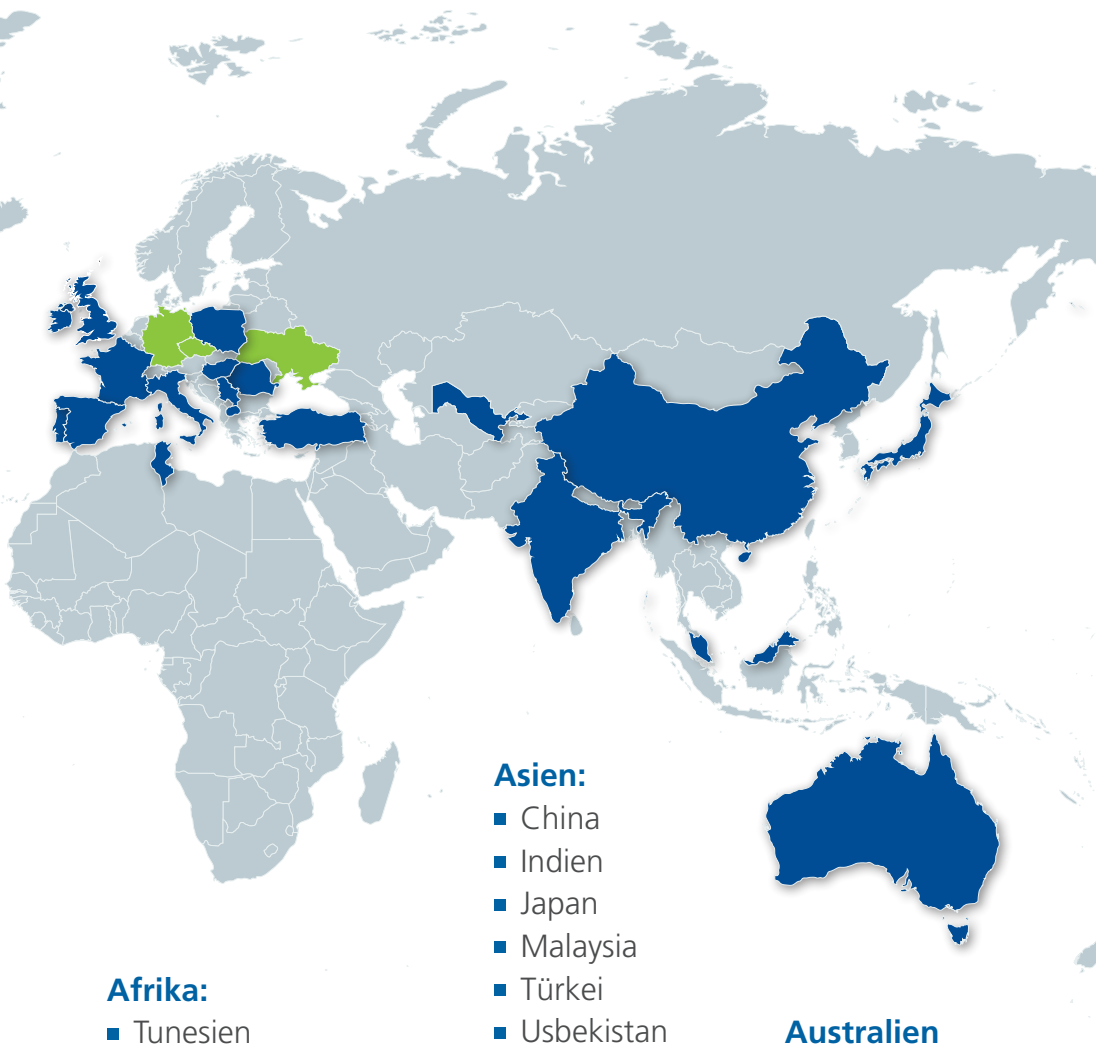 Asien:
China
Indien
Japan
Malaysia
Türkei
Usbekistan
Afrika:
Tunesien
Australien